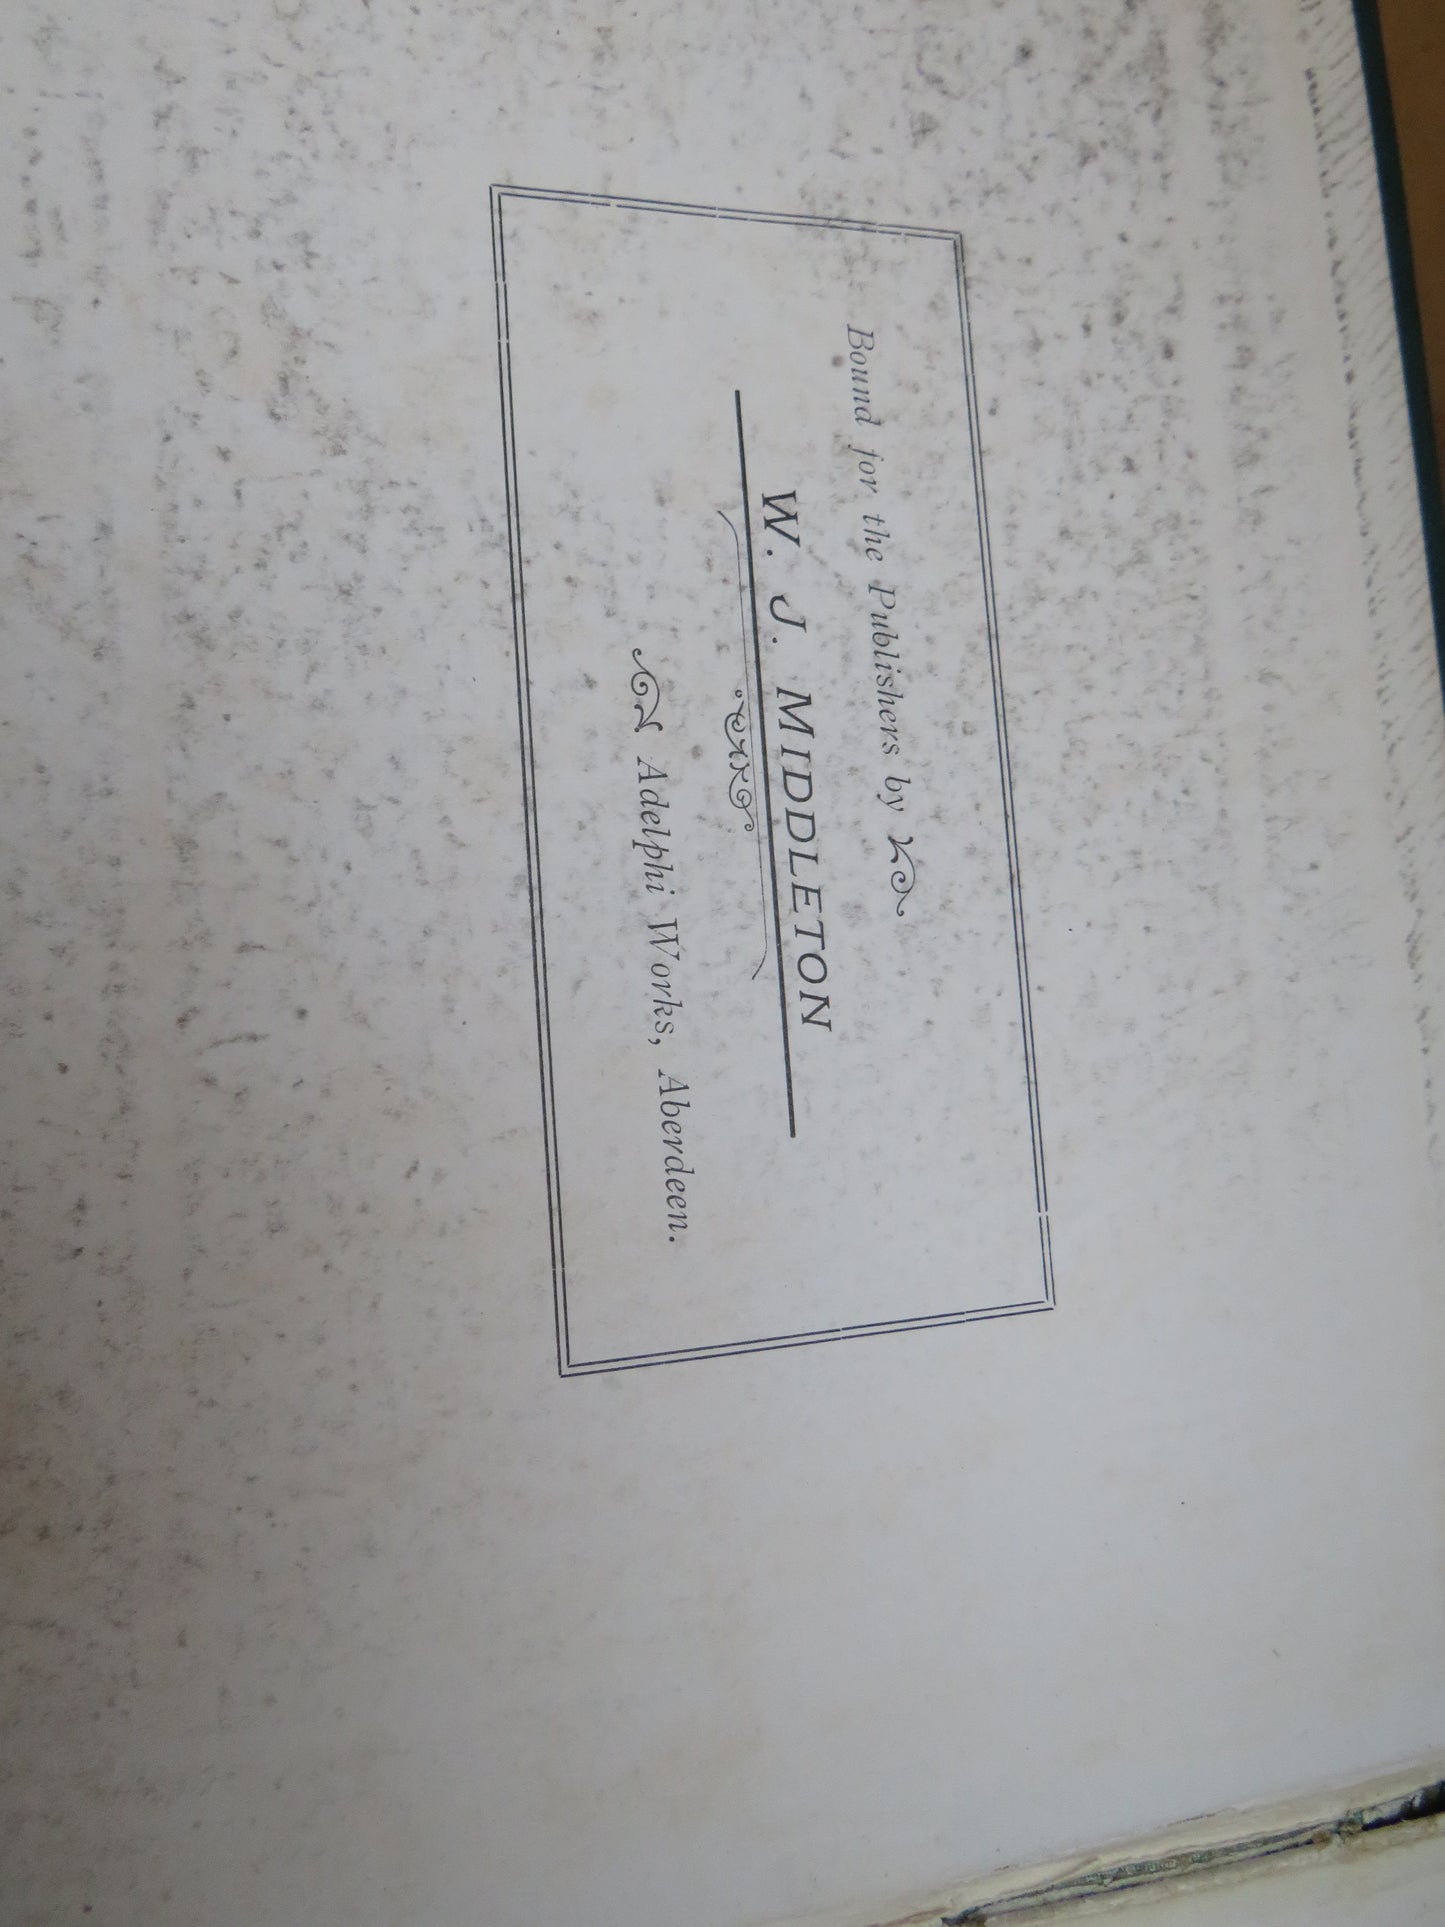 Bound for the Publishers by
W. J. MIDDLETON
Adelphi Works, Aberdeen.